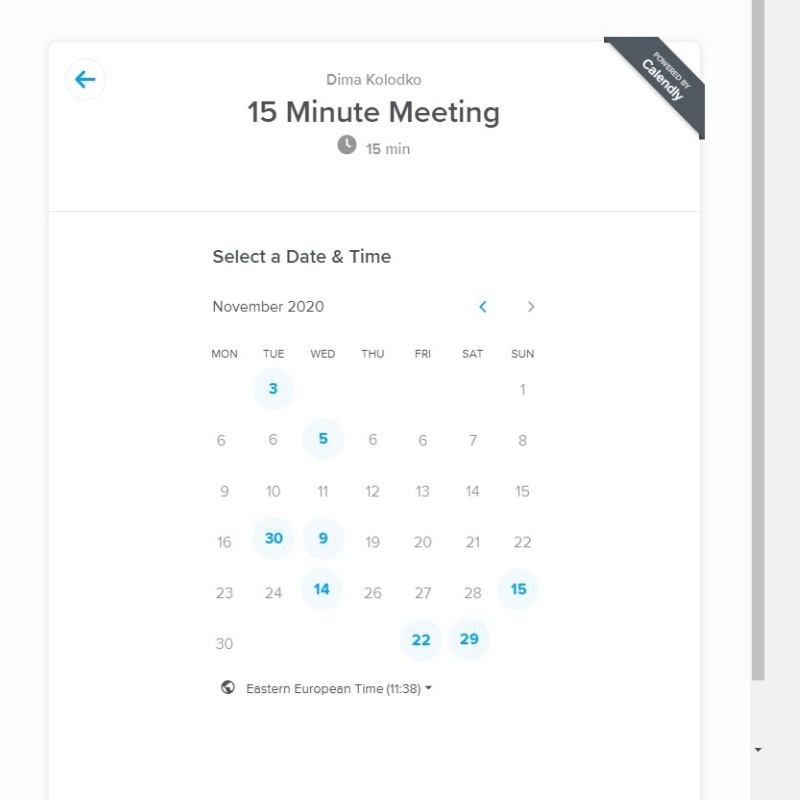 POWERED BY
Calendly
Dima Kolodko
15 Minute Meeting
15 min
Select a Date & Time
November 2020
MON TUE WED THU FRI SAT SUN
3 1
6 6 5 6 6 7 8
9 10 11 12 13 14 15
16 30 9 19 20 21 22
23 24 14 26 27 28 15
30 22 29
Eastern European Time (11:38)